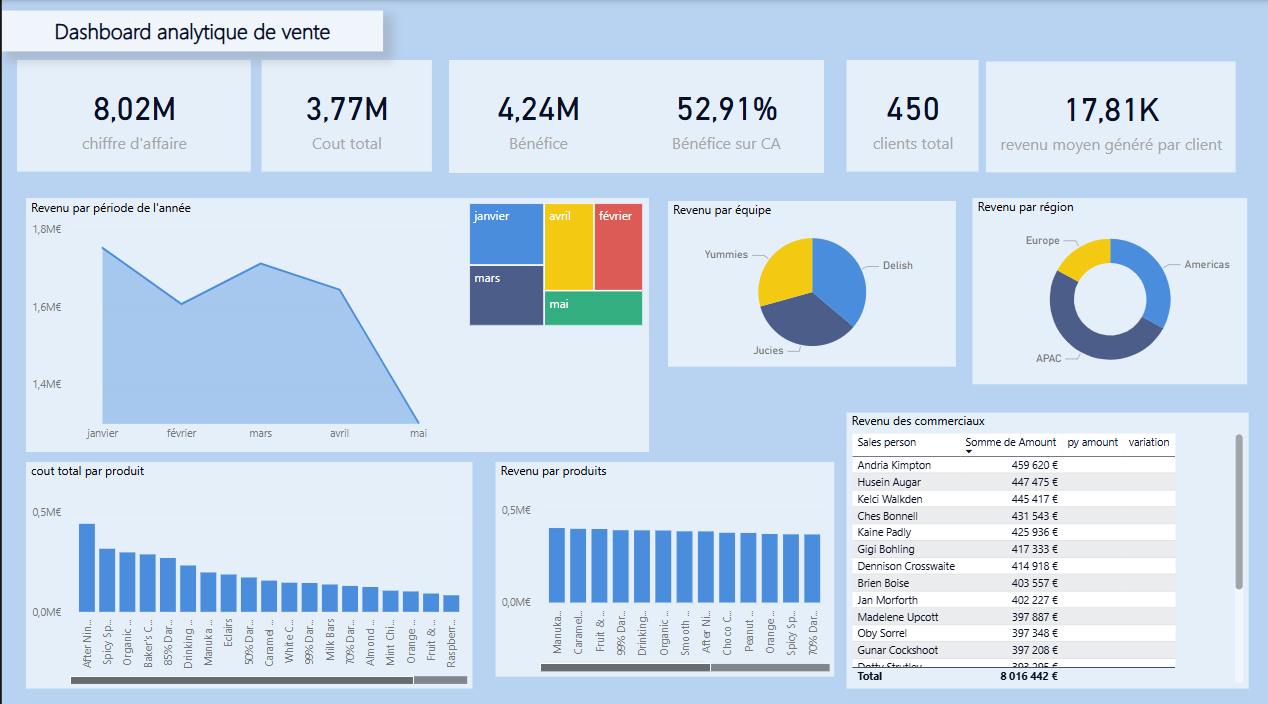 Dashboard analytique de vente
8,02M
chiffre d'affaire
3,77M
Cout total
4,24M
Bénéfice
52,91%
Bénéfice sur CA
450
clients total
17,81K
revenu moyen généré par client
Revenu par période de l'année
1,8M€
1,6M€
1,4M€
janvier
février
mars
avril
mai
janvier
avril
février
mars
mai
Revenu par équipe
Yummies
Delish
Jucies
Revenu par région
Europe
Americas
APAC
cout total par produit
0,5M€
0,0M€
After Nin...
Spicy Sp...
Organic ...
Baker's C...
85% Dar...
Drinking ...
Manuka ...
Eclairs
50% Dar...
Caramel ...
White C...
99% Dar...
Milk Bars
70% Dar...
Almond ...
Mint Chi...
Orange ...
Fruit & ...
Raspberr...
Revenu par produits
0,5M€
0,0M€
Manuka...
Caramel...
Fruit & ...
99% Dar...
Drinking...
Organic ...
Smooth ...
After Ni...
Choco C...
Peanut ...
Orange...
Spicy Sp...
70% Dar...
Revenu des commerciaux
Sales person Somme de Amount py amount variation
Andria Kimpton 459 620 €
Husein Augar 447 475 €
Kelci Walkden 445 417 €
Ches Bonnell 431 543 €
Kaine Padly 425 936 €
Gigi Bohling 417 333 €
Dennison Crosswaite 414 918 €
Brien Boise 403 557 €
Jan Morforth 402 227 €
Madelene Upcott 397 887 €
Oby Sorrel 397 348 €
Gunar Cockshoot 397 208 €
Dotty Strutley 393 295 €
Total 8 016 442 €